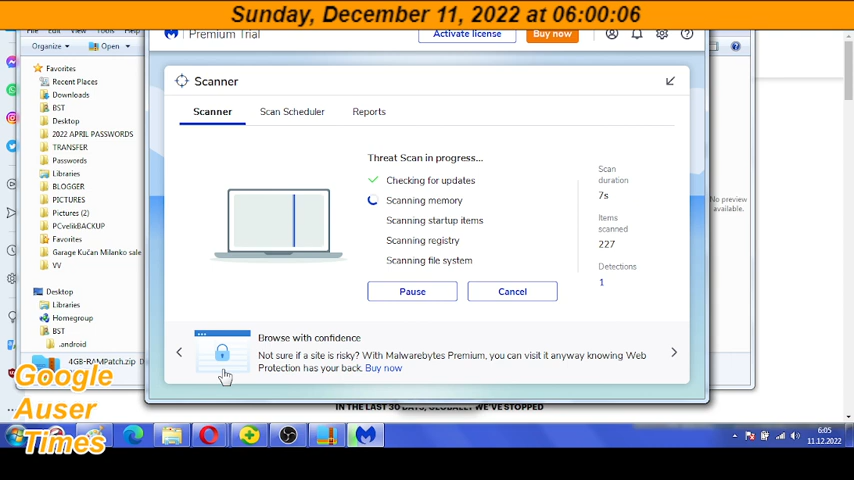 Sunday, December 11, 2022 at 06:00:06
Premium Trial
Activate license
Buy now
Organize
Open
Favorites
Recent Places
Downloads
BST
Desktop
2022 APRIL PASSWORDS
TRANSFER
Passwords
Libraries
BLOGGER
PICTURES
Pictures (2)
PCvelikBACKUP
Favorites
Garage Kučan Milanko sale
VV
Desktop
Libraries
Homegroup
BST
.android
4GB-RAMPatch.zip
Scanner
Scanner
Scan Scheduler
Reports
Threat Scan in progress...
Checking for updates
Scanning memory
Scanning startup items
Scanning registry
Scanning file system
Pause
Cancel
Scan
duration
7s
Items
scanned
227
Detections
1
No preview
available.
Browse with confidence
Not sure if a site is risky? With Malwarebytes Premium, you can visit it anyway knowing Web
Protection has your back. Buy now
IN THE LAST 30 DAYS, GLOBALLY WE'VE STOPPED
Google
Auser
Times
6:05
11.12.2022